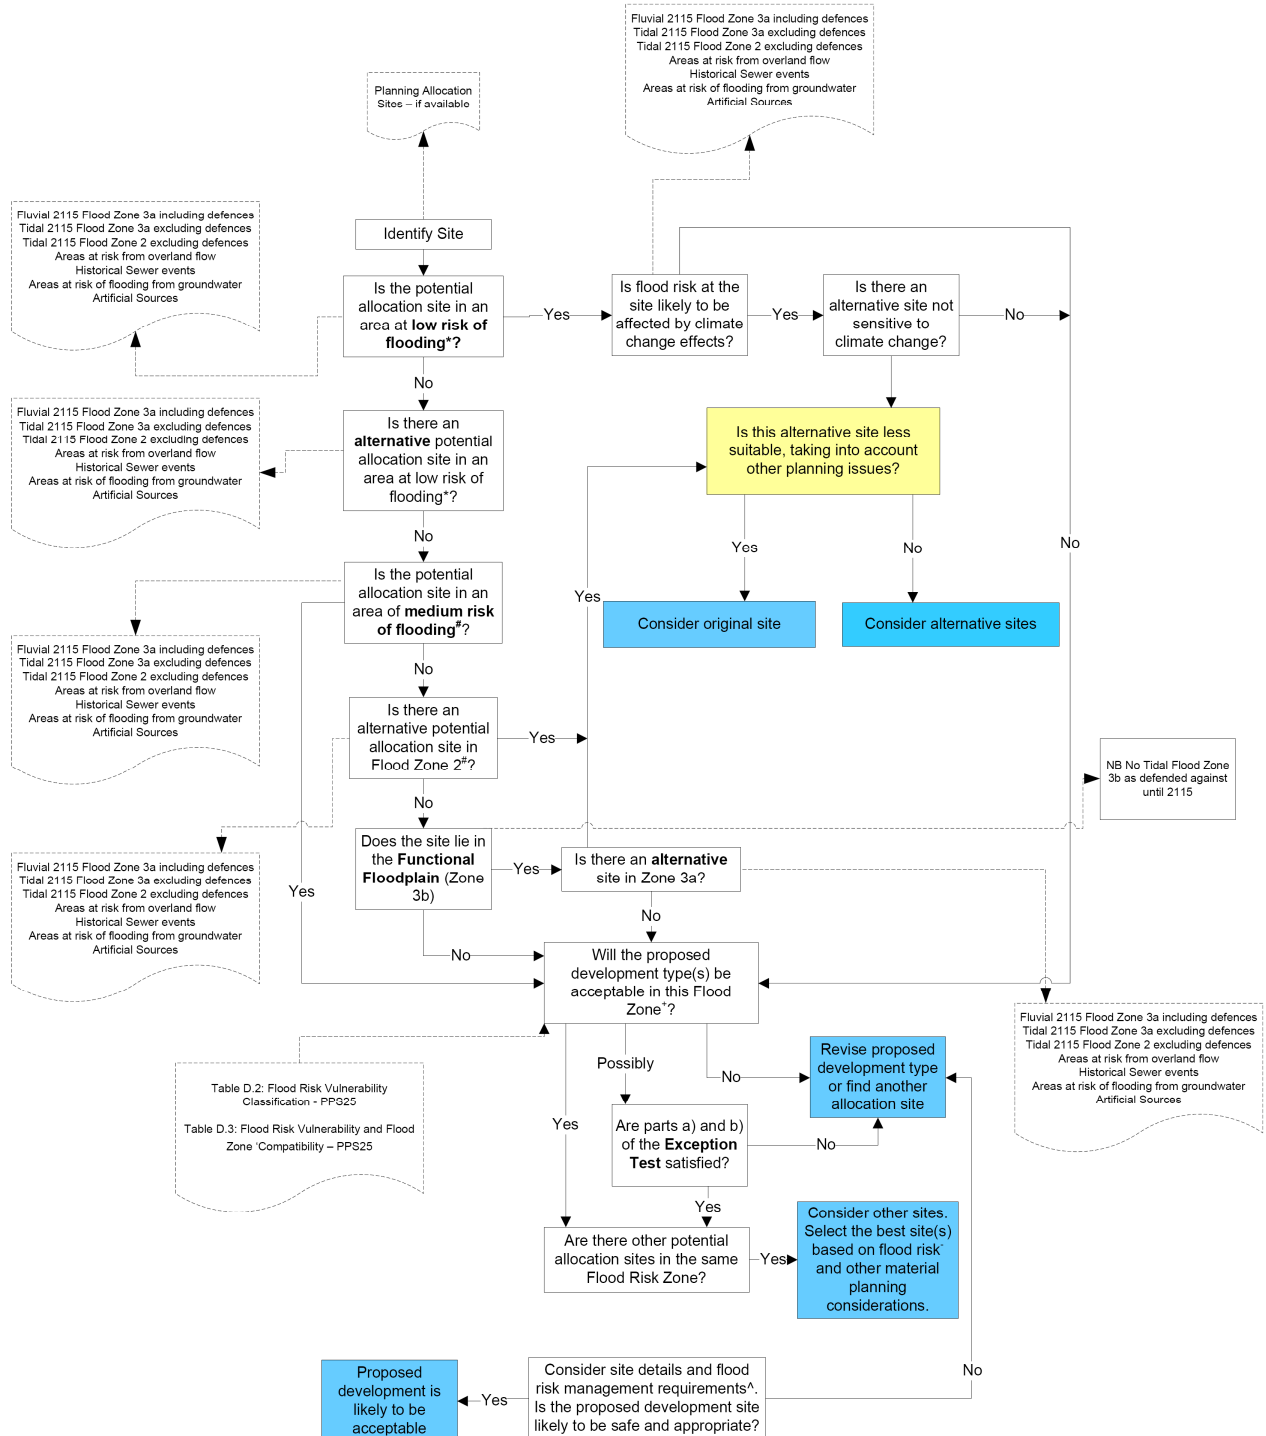 Fluvial 2115 Flood Zone 3a including defences
Tidal 2115 Flood Zone 3a excluding defences
Tidal 2115 Flood Zone 2 excluding defences
Areas at risk from overland flow
Historical Sewer events
Areas at risk of flooding from groundwater
Artificial Sources
Planning Allocation
Sites – if available
Fluvial 2115 Flood Zone 3a including defences
Tidal 2115 Flood Zone 3a excluding defences
Tidal 2115 Flood Zone 2 excluding defences
Areas at risk from overland flow
Historical Sewer events
Areas at risk of flooding from groundwater
Artificial Sources
Identify Site
Is the potential
allocation site in an
area at low risk of
flooding*?
Yes
Is flood risk at the
site likely to be
affected by climate
change effects?
Yes
Is there an
alternative site not
sensitive to
climate change?
No
No
Fluvial 2115 Flood Zone 3a including defences
Tidal 2115 Flood Zone 3a excluding defences
Tidal 2115 Flood Zone 2 excluding defences
Areas at risk from overland flow
Historical Sewer events
Areas at risk of flooding from groundwater
Artificial Sources
Is there an
alternative potential
allocation site in an
area at low risk of
flooding*?
Is this alternative site less
suitable, taking into account
other planning issues?
No
Yes
No
No
Is the potential
allocation site in an
area of medium risk
of flooding#?
Yes
Consider original site
Consider alternative sites
Fluvial 2115 Flood Zone 3a including defences
Tidal 2115 Flood Zone 3a excluding defences
Tidal 2115 Flood Zone 2 excluding defences
Areas at risk from overland flow
Historical Sewer events
Areas at risk of flooding from groundwater
Artificial Sources
No
Is there an
alternative potential
allocation site in
Flood Zone 2#?
Yes
NB No Tidal Flood Zone
3b as defended against
until 2115
No
Does the site lie in
the Functional
Floodplain (Zone
3b)
Yes
Is there an alternative
site in Zone 3a?
Fluvial 2115 Flood Zone 3a including defences
Tidal 2115 Flood Zone 3a excluding defences
Tidal 2115 Flood Zone 2 excluding defences
Areas at risk from overland flow
Historical Sewer events
Areas at risk of flooding from groundwater
Artificial Sources
Yes
No
No
Will the proposed
development type(s) be
acceptable in this Flood
Zone+?
Fluvial 2115 Flood Zone 3a including defences
Tidal 2115 Flood Zone 3a excluding defences
Tidal 2115 Flood Zone 2 excluding defences
Areas at risk from overland flow
Historical Sewer events
Areas at risk of flooding from groundwater
Artificial Sources
Table D.2: Flood Risk Vulnerability
Classification - PPS25
Table D.3: Flood Risk Vulnerability and Flood
Zone ‘Compatibility – PPS25
Possibly
No
Revise proposed
development type
or find another
allocation site
Yes
Are parts a) and b)
of the Exception
Test satisfied?
No
Yes
Are there other potential
allocation sites in the same
Flood Risk Zone?
Yes
Consider other sites.
Select the best site(s)
based on flood risk-
and other material
planning
considerations.
No
Proposed
development is
likely to be
acceptable
Yes
Consider site details and flood
risk management requirements^.
Is the proposed development site
likely to be safe and appropriate?